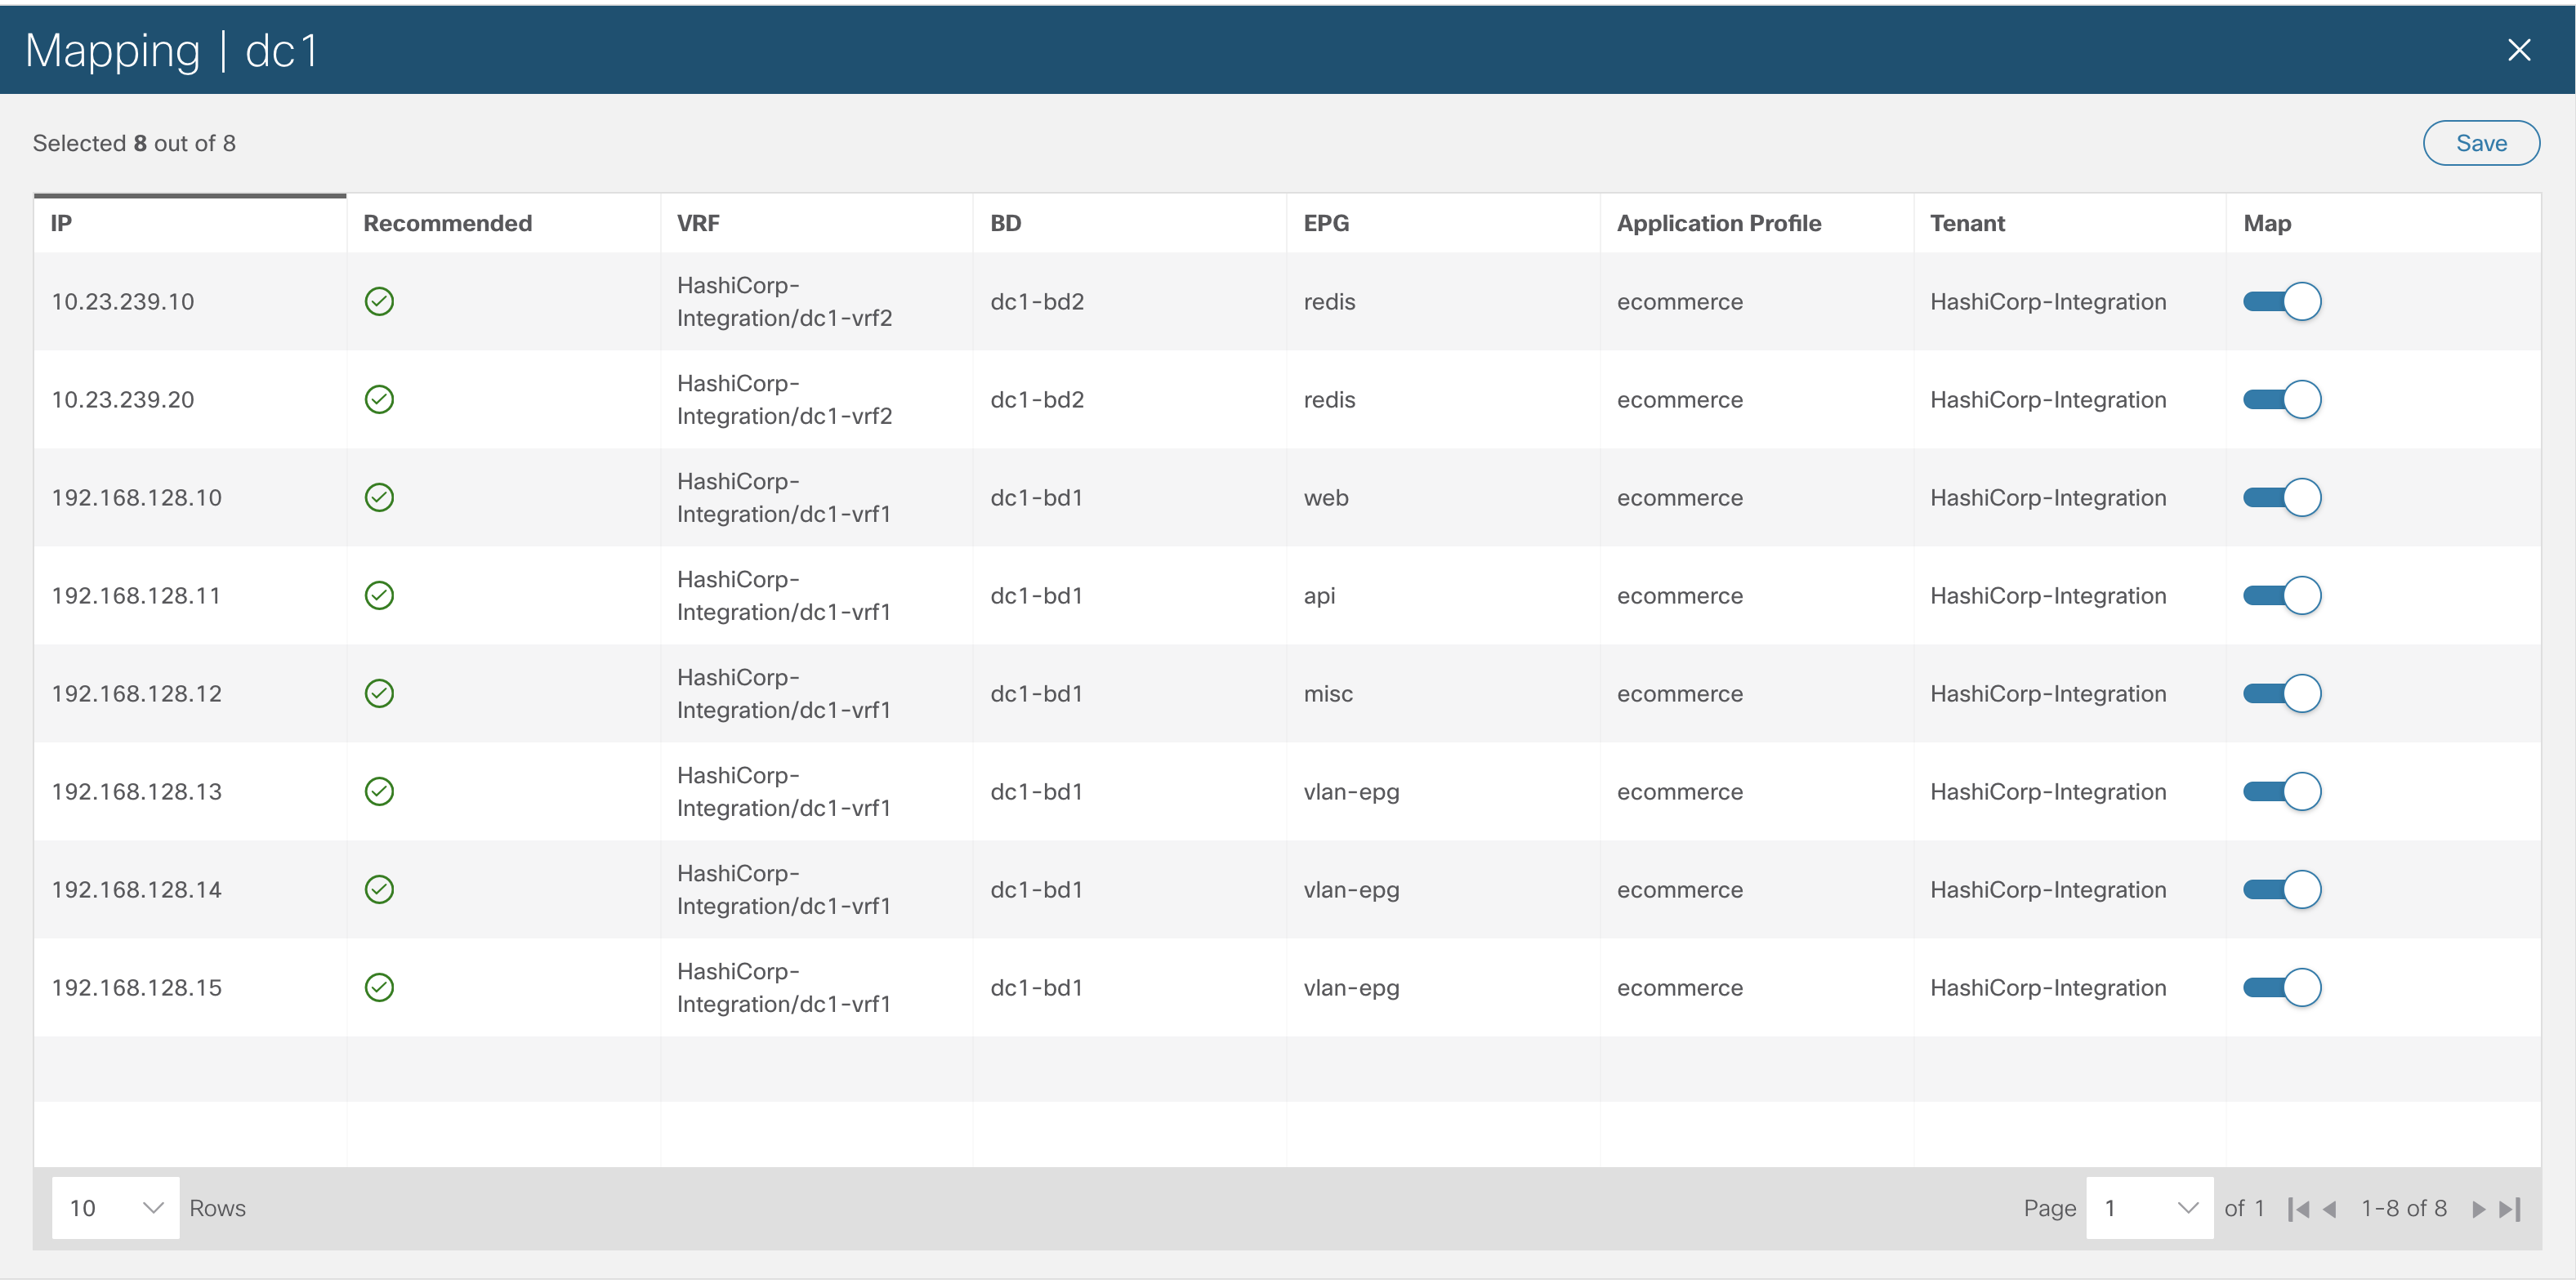 Mapping | dc1
Selected 8 out of 8
Save
IP Recommended VRF BD EPG Application Profile Tenant Map
10.23.239.10 HashiCorp-
Integration/dc1-vrf2 dc1-bd2 redis ecommerce HashiCorp-Integration
10.23.239.20 HashiCorp-
Integration/dc1-vrf2 dc1-bd2 redis ecommerce HashiCorp-Integration
192.168.128.10 HashiCorp-
Integration/dc1-vrf1 dc1-bd1 web ecommerce HashiCorp-Integration
192.168.128.11 HashiCorp-
Integration/dc1-vrf1 dc1-bd1 api ecommerce HashiCorp-Integration
192.168.128.12 HashiCorp-
Integration/dc1-vrf1 dc1-bd1 misc ecommerce HashiCorp-Integration
192.168.128.13 HashiCorp-
Integration/dc1-vrf1 dc1-bd1 vlan-epg ecommerce HashiCorp-Integration
192.168.128.14 HashiCorp-
Integration/dc1-vrf1 dc1-bd1 vlan-epg ecommerce HashiCorp-Integration
192.168.128.15 HashiCorp-
Integration/dc1-vrf1 dc1-bd1 vlan-epg ecommerce HashiCorp-Integration
10 Rows Page 1 of 1 1-8 of 8